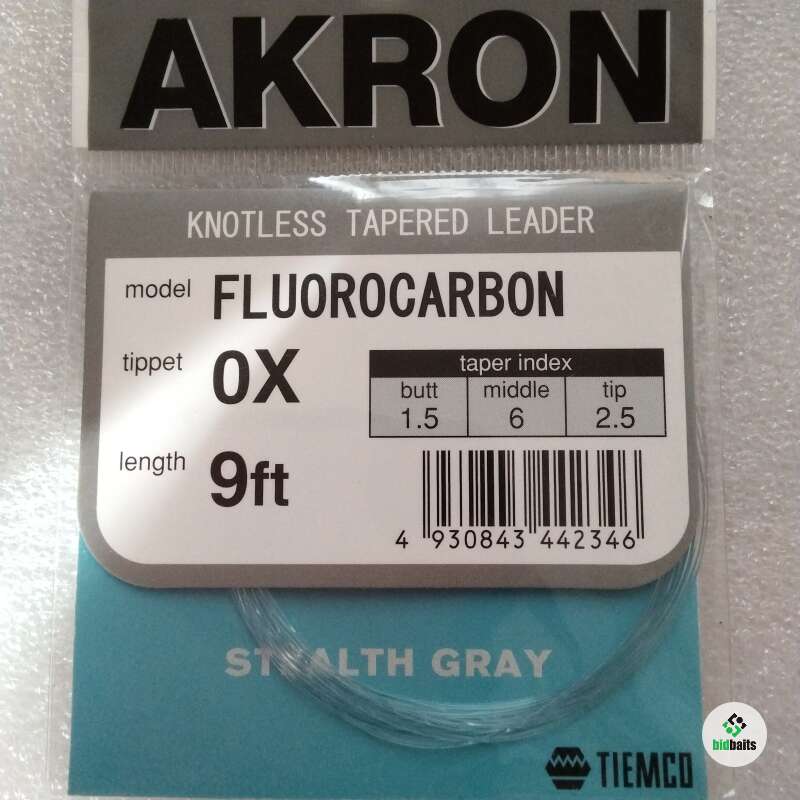 AKRON
KNOTLESS TAPERED LEADER
model FLUOROCARBON
tippet 0X
taper index
butt middle tip
1.5 6 2.5
length 9ft
4 930843 442346
STEALTH GRAY
TIEMCO
bidbaits